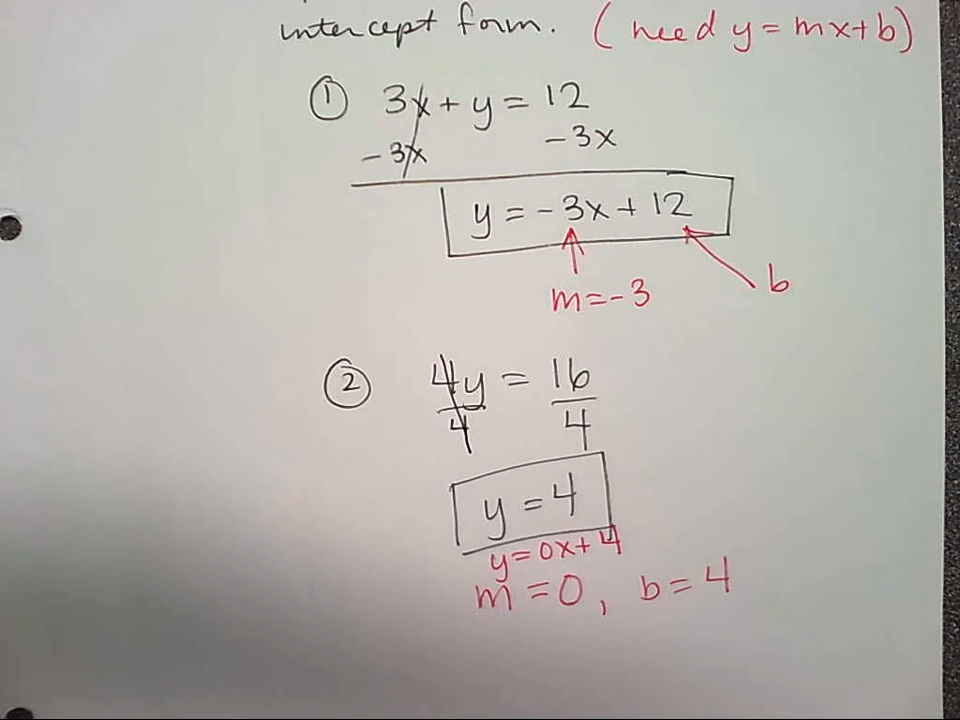 intercept form. (need y = mx+b)
① 3x + y = 12
- 3x - 3x
y = - 3x + 12
m = - 3 b
② 4y = 16
4 4
y = 4
y = 0x + 4
m = 0, b = 4